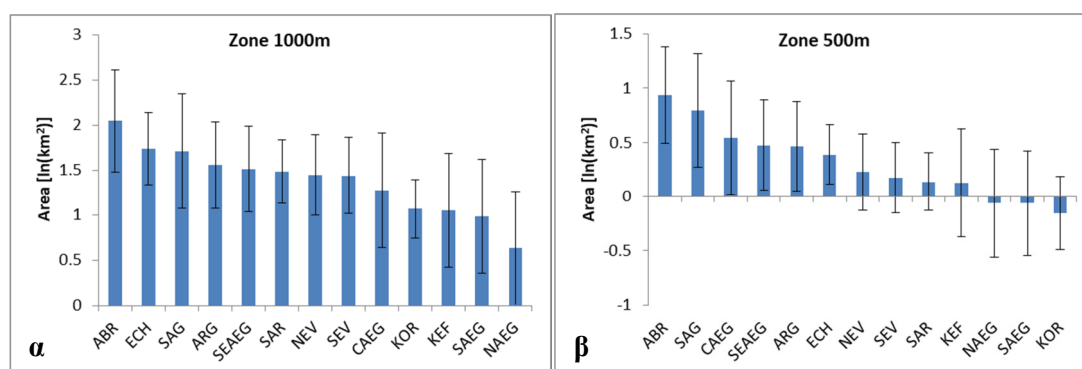 Zone 1000m
Area [ln(km²)]
3
2.5
2
1.5
1
0.5
0
ABR ECH SAG ARG SEAEG SAR NEV SEV CAEG KOR KEF SAEG NAEG
α
Zone 500m
Area [ln(km²)]
1.5
1
0.5
0
-0.5
-1
ABR SAG CAEG SEAEG ARG ECH NEV SEV SAR KEF NAEG SAEG KOR
β